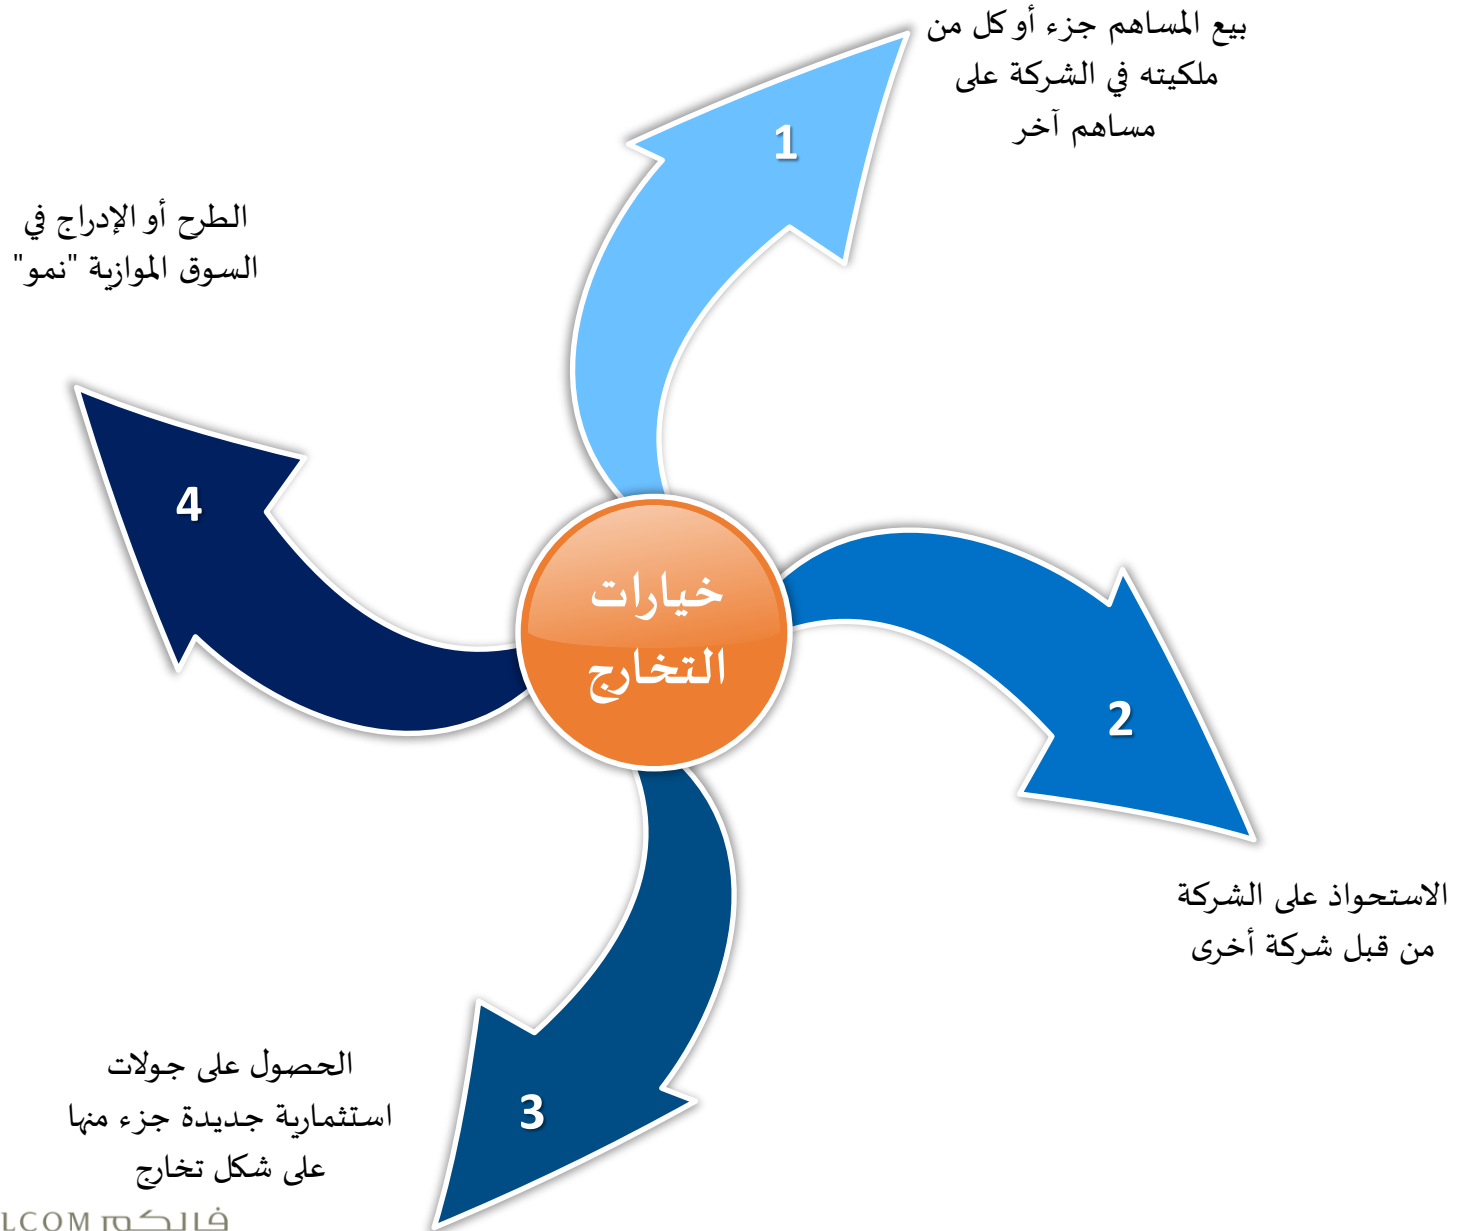 بيع المساهم جزء أو كل من
ملكيته في الشركة على
مساهم آخر
1
الطرح أو الإدراج في
السوق الموازية "نمو"
4
خيارات
التخارج
2
الاستحواذ على الشركة
من قبل شركة أخرى
الحصول على جولات
استثمارية جديدة جزء منها
على شكل تخارج
3
LCOM فالكم